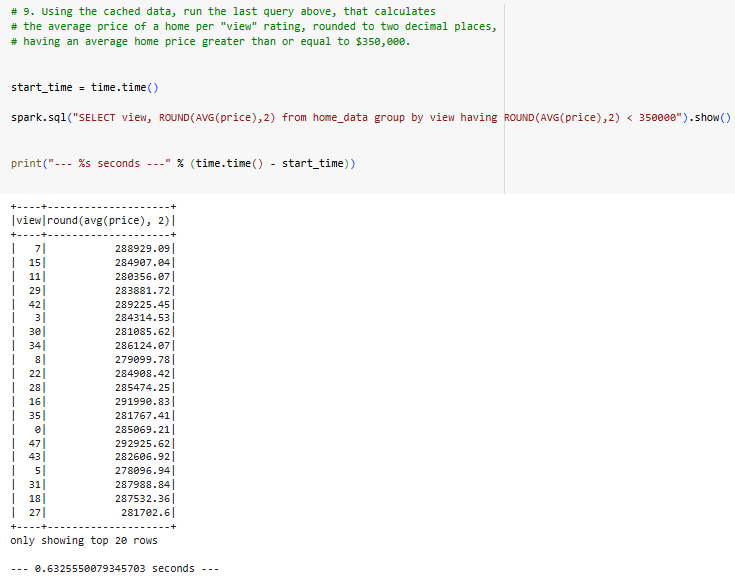 # 9. Using the cached data, run the last query above, that calculates
# the average price of a home per "view" rating, rounded to two decimal places,
# having an average home price greater than or equal to $350,000.
start_time = time.time()
spark.sql("SELECT view, ROUND(AVG(price),2) from home_data group by view having ROUND(AVG(price),2) < 350000").show()
print("--- %s seconds ---" % (time.time() - start_time))
+----+--------------------+
|view|round(avg(price), 2)|
+----+--------------------+
|   7|           288929.09|
|  15|           284907.04|
|  11|           280356.07|
|  29|           283881.72|
|  42|           289225.45|
|   3|           284314.53|
|  30|           281085.62|
|  34|           286124.07|
|   8|           279099.78|
|  22|           284908.42|
|  28|           285474.25|
|  16|           291990.83|
|  35|           281767.41|
|   0|           285069.21|
|  47|           292925.62|
|  43|           282606.92|
|   5|           278096.94|
|  31|           287988.84|
|  18|           287532.36|
|  27|            281702.6|
+----+--------------------+
only showing top 20 rows
--- 0.6325550079345703 seconds ---